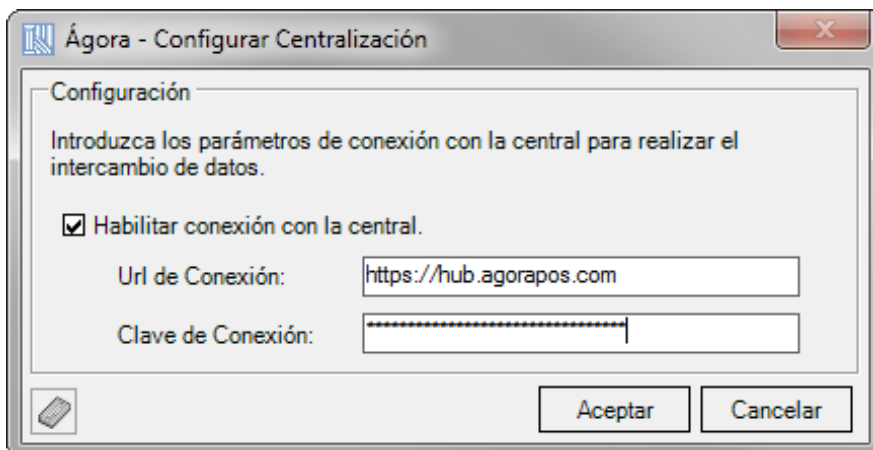 Ágora - Configurar Centralización
Configuración
Introduzca los parámetros de conexión con la central para realizar el
intercambio de datos.
Habilitar conexión con la central.
Url de Conexión: https://hub.agorapos.com
Clave de Conexión: ********************************
Aceptar Cancelar